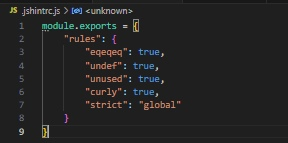 JS .jshintrc.js > <unknown>
1 module.exports = {
2 "rules": {
3 "eqeqeq": true,
4 "undef": true,
5 "unused": true,
6 "curly": true,
7 "strict": "global"
8 }
9 }